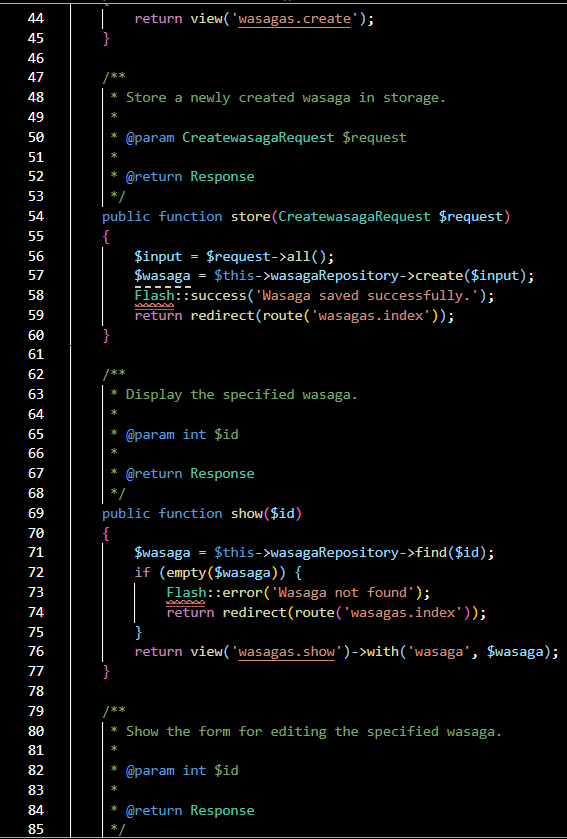 44 return view('wasagas.create');
45 }
46
47 /**
48 * Store a newly created wasaga in storage.
49 *
50 * @param CreatewasagaRequest $request
51 *
52 * @return Response
53 */
54 public function store(CreatewasagaRequest $request)
55 {
56 $input = $request->all();
57 $wasaga = $this->wasagaRepository->create($input);
58 Flash::success('Wasaga saved successfully.');
59 return redirect(route('wasagas.index'));
60 }
61
62 /**
63 * Display the specified wasaga.
64 *
65 * @param int $id
66 *
67 * @return Response
68 */
69 public function show($id)
70 {
71 $wasaga = $this->wasagaRepository->find($id);
72 if (empty($wasaga)) {
73 Flash::error('Wasaga not found');
74 return redirect(route('wasagas.index'));
75 }
76 return view('wasagas.show')->with('wasaga', $wasaga);
77 }
78
79 /**
80 * Show the form for editing the specified wasaga.
81 *
82 * @param int $id
83 *
84 * @return Response
85 */